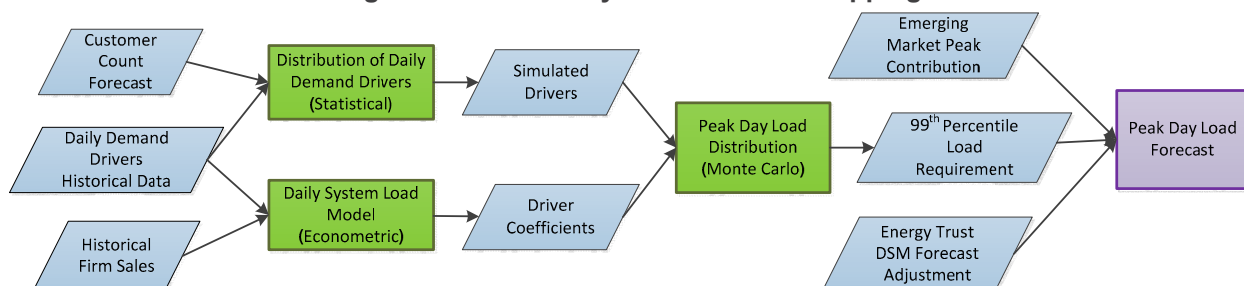 Customer
Count
Forecast
Daily Demand
Drivers
Historical Data
Historical
Firm Sales
Distribution of Daily
Demand Drivers
(Statistical)
Daily System Load
Model
(Econometric)
Simulated
Drivers
Driver
Coefficients
Peak Day Load
Distribution
(Monte Carlo)
Emerging
Market Peak
Contribution
99th Percentile
Load
Requirement
Energy Trust
DSM Forecast
Adjustment
Peak Day Load
Forecast